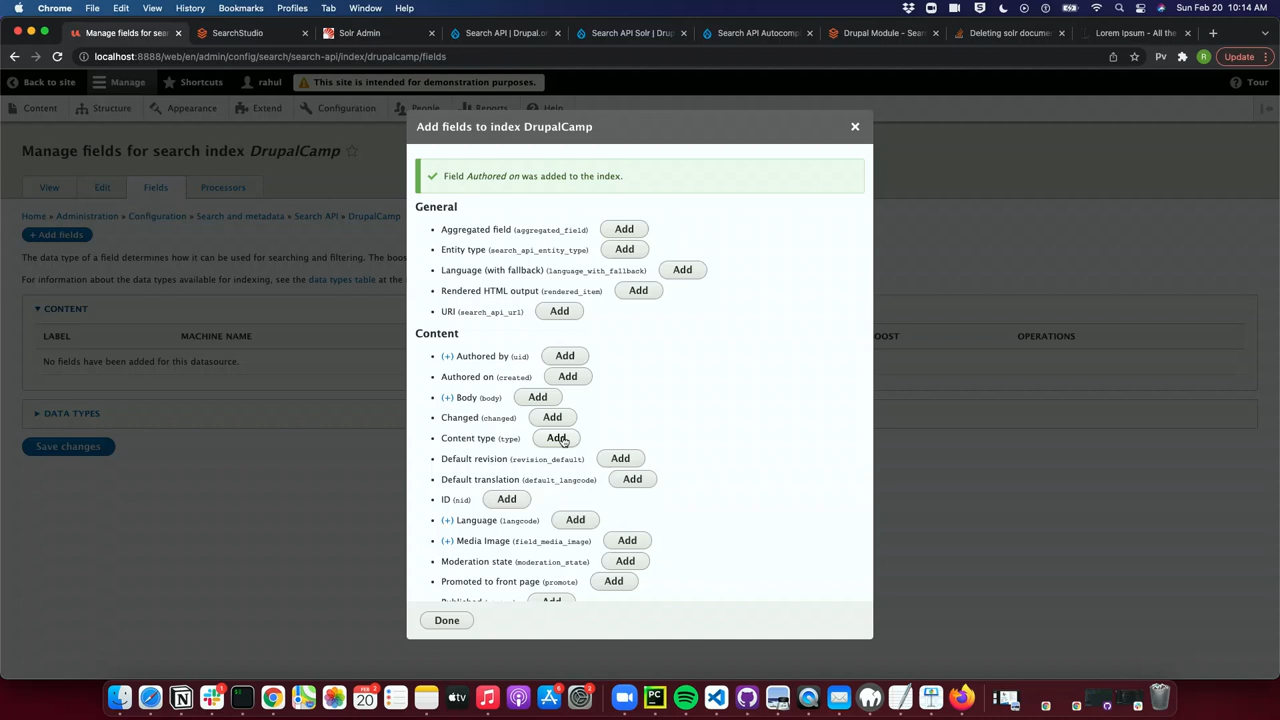 Chrome File Edit View History Bookmarks Profiles Tab Window Help Sun Feb 20 10:14 AM
Manage fields for sea SearchStudio Solr Admin Search API | Drupal.o Search API Solr | Drup Search API Autocomp Drupal Module - Sear Deleting solr docume Lorem Ipsum - All the
localhost:8888/web/en/admin/config/search/search-api/index/drupalcamp/fields Pv R Update
Back to site Manage Shortcuts rahul This site is intended for demonstration purposes. Tour
Content Structure Appearance Extend Configuration People Reports Help
Add fields to index DrupalCamp
Manage fields for search index DrupalCamp
View Edit Fields Processors
Home » Administration » Configuration » Search and metadata » Search API » DrupalCamp
+ Add fields
The data type of a field determines how it can be used for searching and filtering. The boos
For information about the data types available for indexing, see the data types table at the
CONTENT
LABEL MACHINE NAME BOOST OPERATIONS
No fields have been added for this datasource.
DATA TYPES
Save changes
Field Authored on was added to the index.
General
Aggregated field (aggregated_field) Add
Entity type (search_api_entity_type) Add
Language (with fallback) (language_with_fallback) Add
Rendered HTML output (rendered_item) Add
URI (search_api_url) Add
Content
(+) Authored by (uid) Add
Authored on (created) Add
(+) Body (body) Add
Changed (changed) Add
Content type (type) Add
Default revision (revision_default) Add
Default translation (default_langcode) Add
ID (nid) Add
(+) Language (langcode) Add
(+) Media Image (field_media_image) Add
Moderation state (moderation_state) Add
Promoted to front page (promote) Add
Done